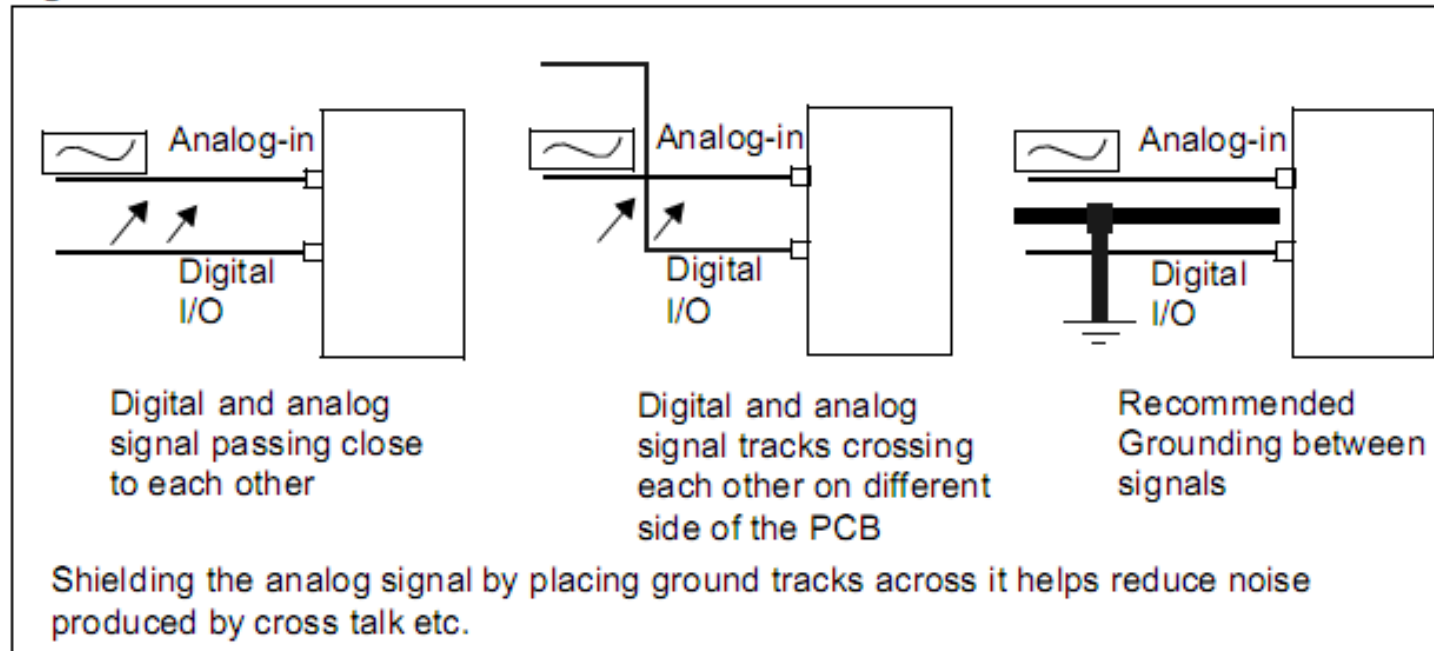 Analog-in
Digital
I/O
Digital and analog
signal passing close
to each other
Analog-in
Digital
I/O
Digital and analog
signal tracks crossing
each other on different
side of the PCB
Analog-in
Digital
I/O
Recommended
Grounding between
signals
Shielding the analog signal by placing ground tracks across it helps reduce noise
produced by cross talk etc.